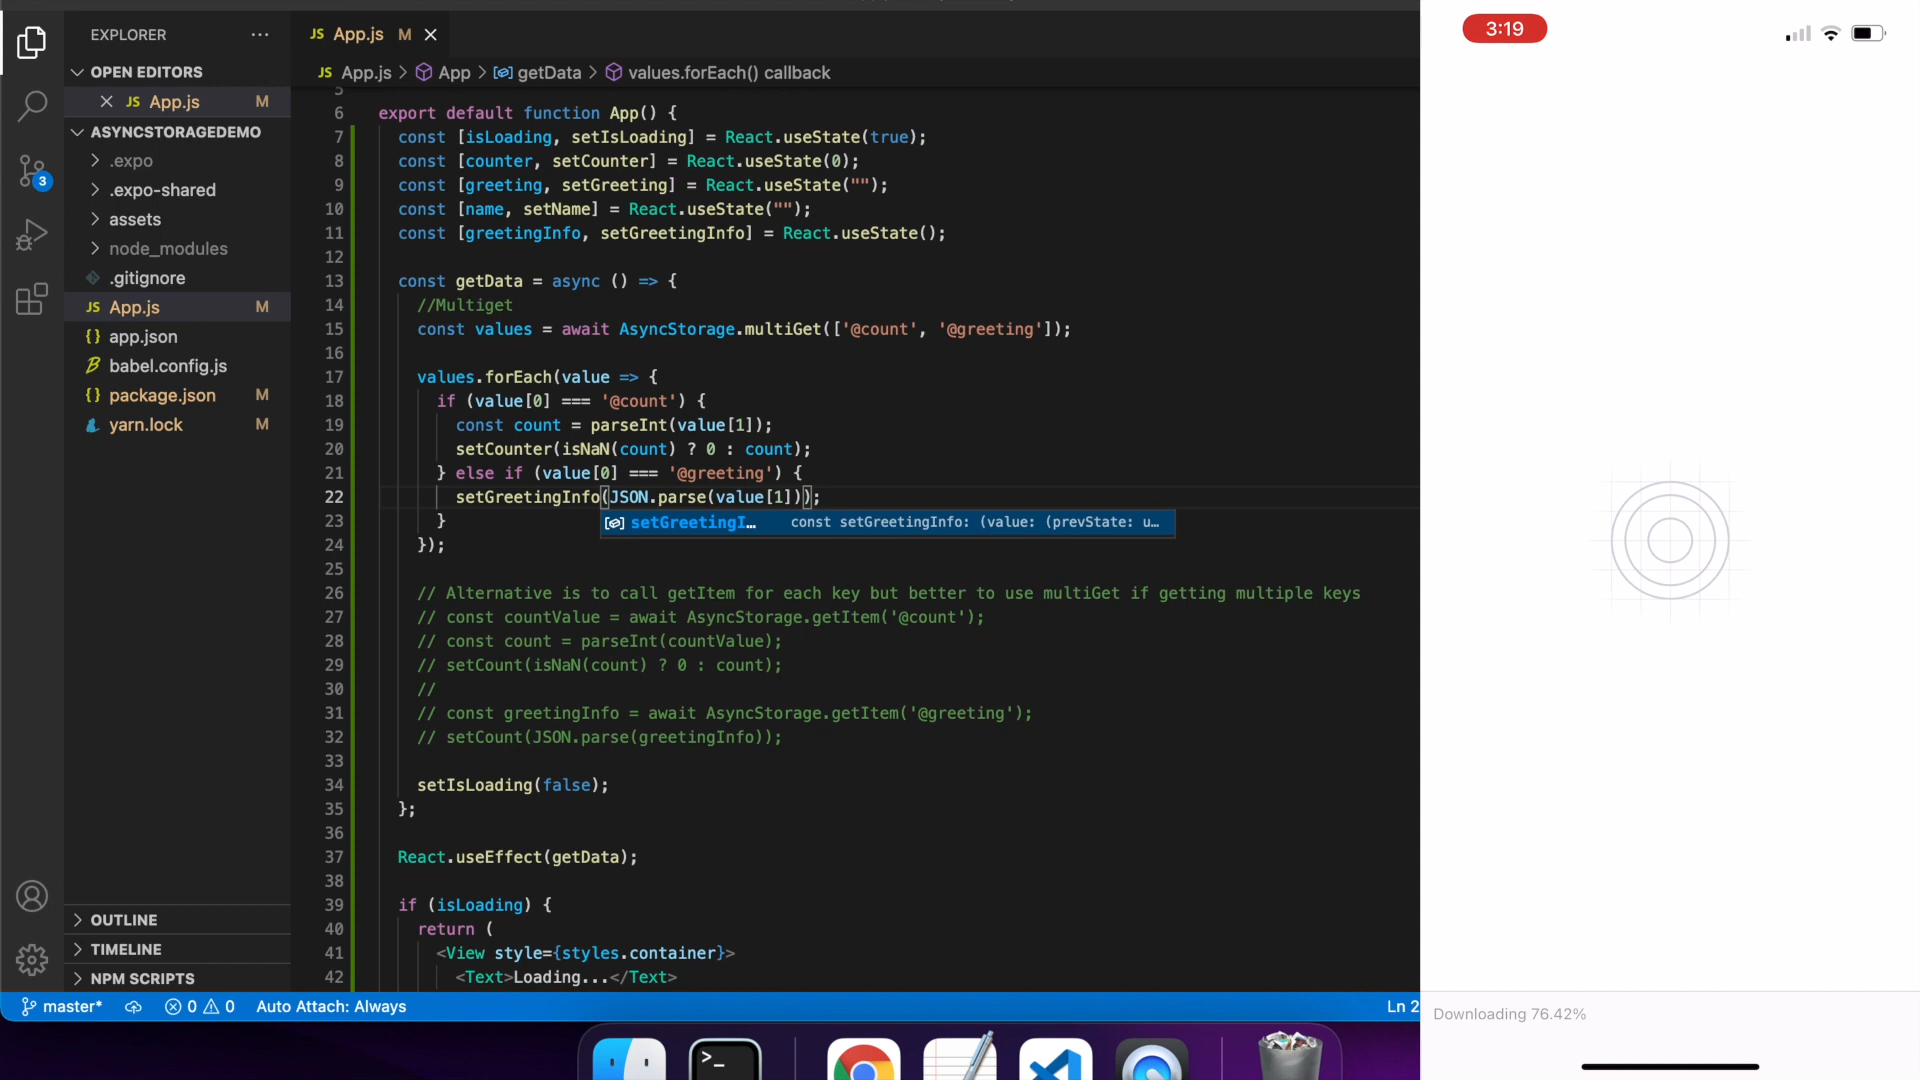 EXPLORER
OPEN EDITORS
JS App.js M
ASYNCSTORAGEDEMO
.expo
.expo-shared
assets
node_modules
.gitignore
JS App.js M
{} app.json
babel.config.js
{} package.json M
yarn.lock M
OUTLINE
TIMELINE
NPM SCRIPTS
3
JS App.js M
JS App.js > App > getData > values.forEach() callback
5
6 export default function App() {
7 const [isLoading, setIsLoading] = React.useState(true);
8 const [counter, setCounter] = React.useState(0);
9 const [greeting, setGreeting] = React.useState("");
10 const [name, setName] = React.useState("");
11 const [greetingInfo, setGreetingInfo] = React.useState();
12
13 const getData = async () => {
14 //Multiget
15 const values = await AsyncStorage.multiGet(['@count', '@greeting']);
16
17 values.forEach(value => {
18 if (value[0] === '@count') {
19 const count = parseInt(value[1]);
20 setCounter(isNaN(count) ? 0 : count);
21 } else if (value[0] === '@greeting') {
22 setGreetingInfo(JSON.parse(value[1]));
23 }
setGreetingI… const setGreetingInfo: (value: (prevState: u…
24 });
25
26 // Alternative is to call getItem for each key but better to use multiGet if getting multiple keys
27 // const countValue = await AsyncStorage.getItem('@count');
28 // const count = parseInt(countValue);
29 // setCount(isNaN(count) ? 0 : count);
30 //
31 // const greetingInfo = await AsyncStorage.getItem('@greeting');
32 // setCount(JSON.parse(greetingInfo));
33
34 setIsLoading(false);
35 };
36
37 React.useEffect(getData);
38
39 if (isLoading) {
40 return (
41 <View style={styles.container}>
42 <Text>Loading...</Text>
master* 0 0 Auto Attach: Always Ln 2
3:19
Downloading 76.42%